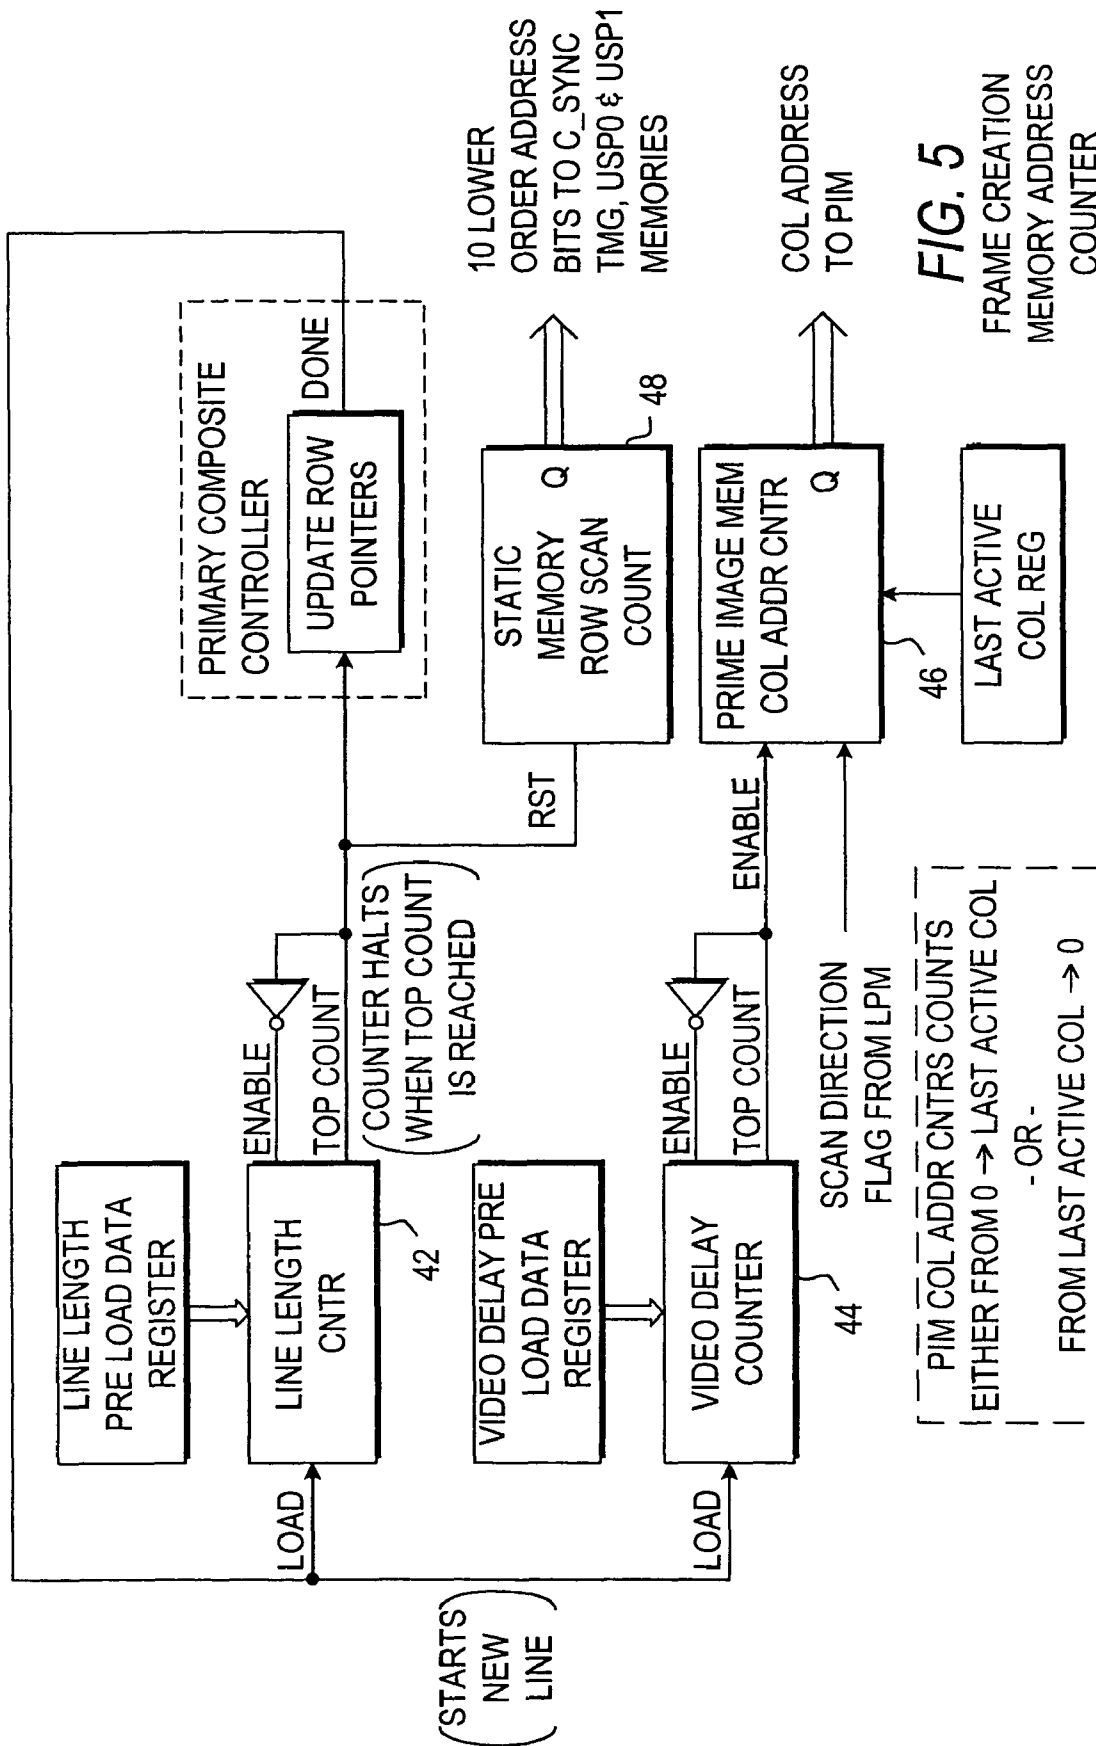 PRIMARY COMPOSITE
CONTROLLER
UPDATE ROW
POINTERS
DONE
LINE LENGTH
PRE LOAD DATA
REGISTER
LOAD
LINE LENGTH
CNTR
42
ENABLE
TOP COUNT
(COUNTER HALTS
WHEN TOP COUNT
IS REACHED)
(STARTS
NEW
LINE)
RST
STATIC
MEMORY
ROW SCAN
COUNT
Q
48
10 LOWER
ORDER ADDRESS
BITS TO C_SYNC
TMG, USP0 & USP1
MEMORIES
VIDEO DELAY PRE
LOAD DATA
REGISTER
LOAD
VIDEO DELAY
COUNTER
44
ENABLE
TOP COUNT
ENABLE
SCAN DIRECTION
FLAG FROM LPM
PRIME IMAGE MEM
COL ADDR CNTR
Q
46
COL ADDRESS
TO PIM
LAST ACTIVE
COL REG
PIM COL ADDR CNTRS COUNTS
EITHER FROM 0 → LAST ACTIVE COL
- OR -
FROM LAST ACTIVE COL → 0
FIG. 5
FRAME CREATION
MEMORY ADDRESS
COUNTER